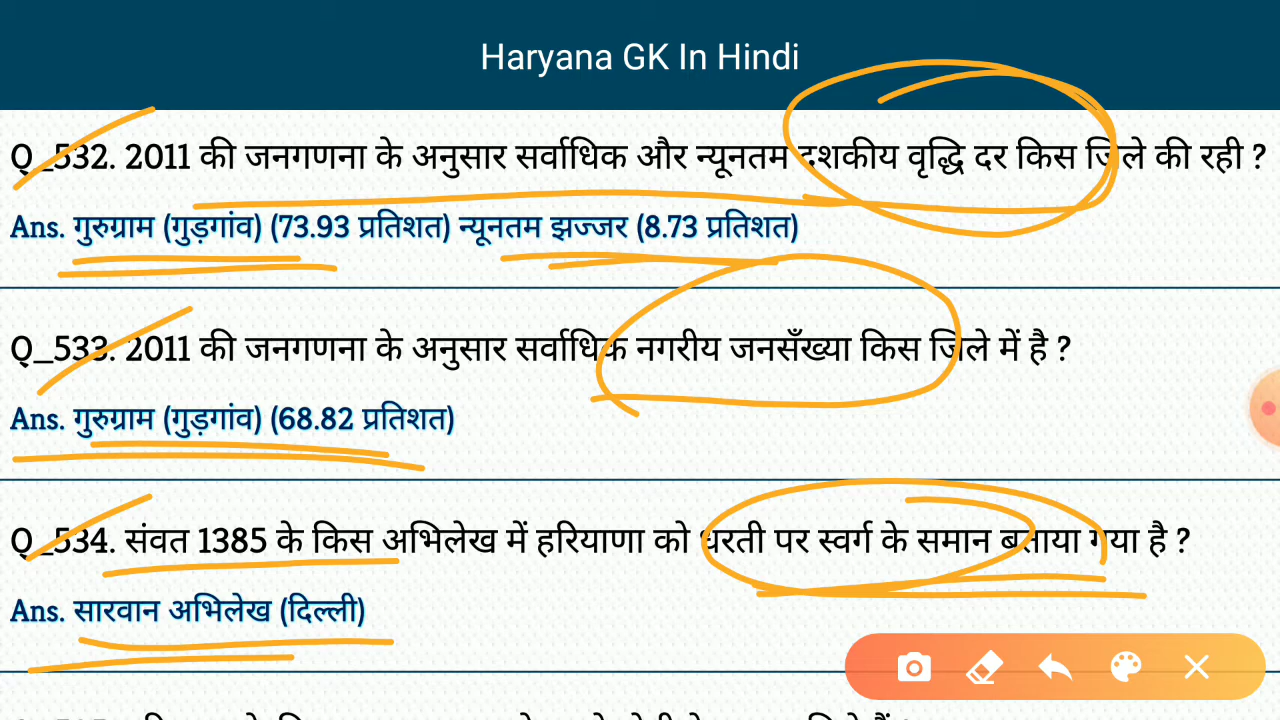 Haryana GK In Hindi
Q_532. 2011 की जनगणना के अनुसार सर्वाधिक और न्यूनतम दशकीय वृद्धि दर किस जिले की रही ?
Ans. गुरुग्राम (गुड़गांव) (73.93 प्रतिशत) न्यूनतम झज्जर (8.73 प्रतिशत)
Q_533. 2011 की जनगणना के अनुसार सर्वाधिक नगरीय जनसँख्या किस जिले में है ?
Ans. गुरुग्राम (गुड़गांव) (68.82 प्रतिशत)
Q_534. संवत 1385 के किस अभिलेख में हरियाणा को धरती पर स्वर्ग के समान बताया गया है ?
Ans. सारवान अभिलेख (दिल्ली)